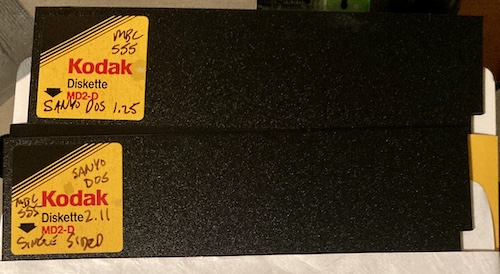 MBC
555
Kodak
Diskette
MD2-D
SANYO DOS 1.25
SANYO
DOS
MBC
555
Kodak
Diskette 2.11
MD2-D
SINGLE SIDED